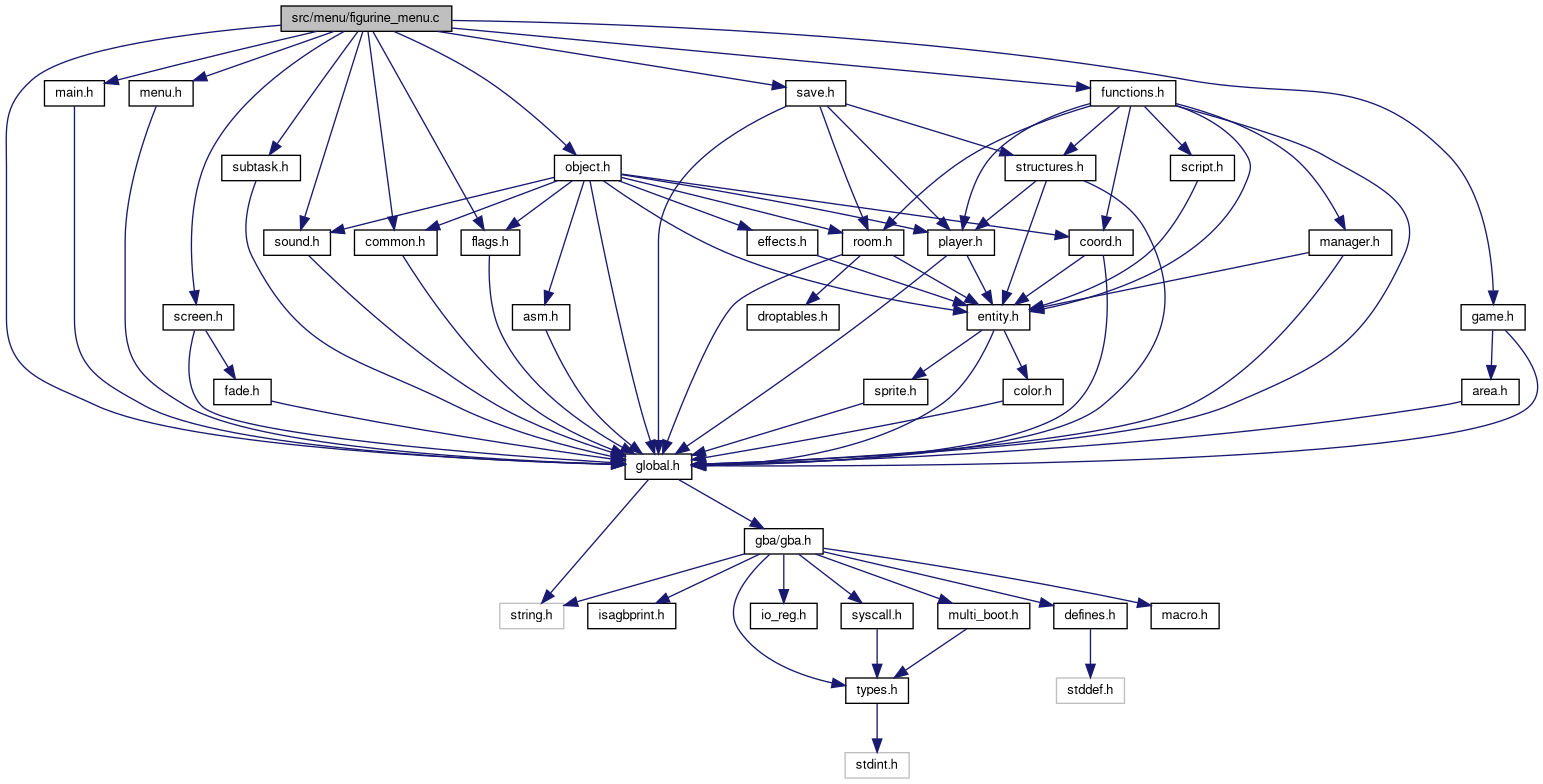 src/menu/figurine_menu.c
main.h
menu.h
save.h
functions.h
subtask.h
object.h
structures.h
script.h
sound.h
common.h
flags.h
effects.h
room.h
player.h
coord.h
manager.h
screen.h
asm.h
droptables.h
entity.h
game.h
fade.h
sprite.h
color.h
area.h
global.h
gba/gba.h
string.h
isagbprint.h
io_reg.h
syscall.h
multi_boot.h
defines.h
macro.h
types.h
stddef.h
stdint.h